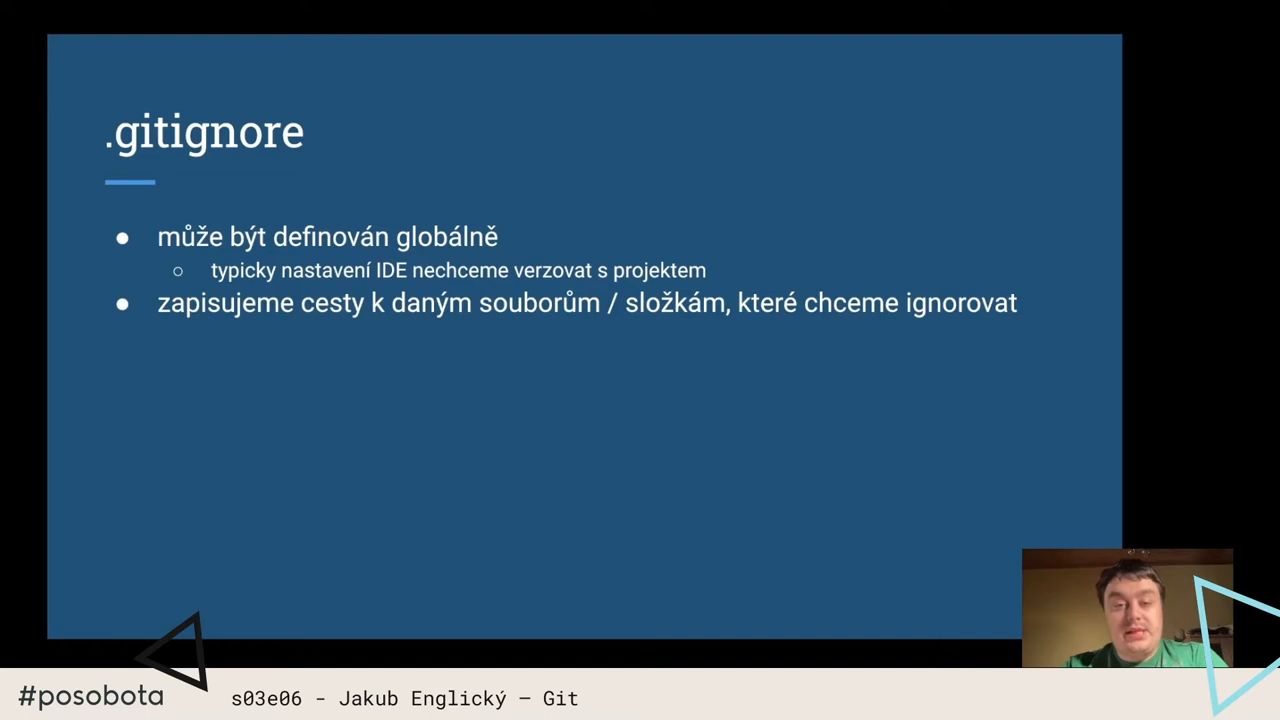 .gitignore
● může být definován globálně
○ typicky nastavení IDE nechceme verzovat s projektem
● zapisujeme cesty k daným souborům / složkám, které chceme ignorovat
#posobota
s03e06 - Jakub Englický – Git